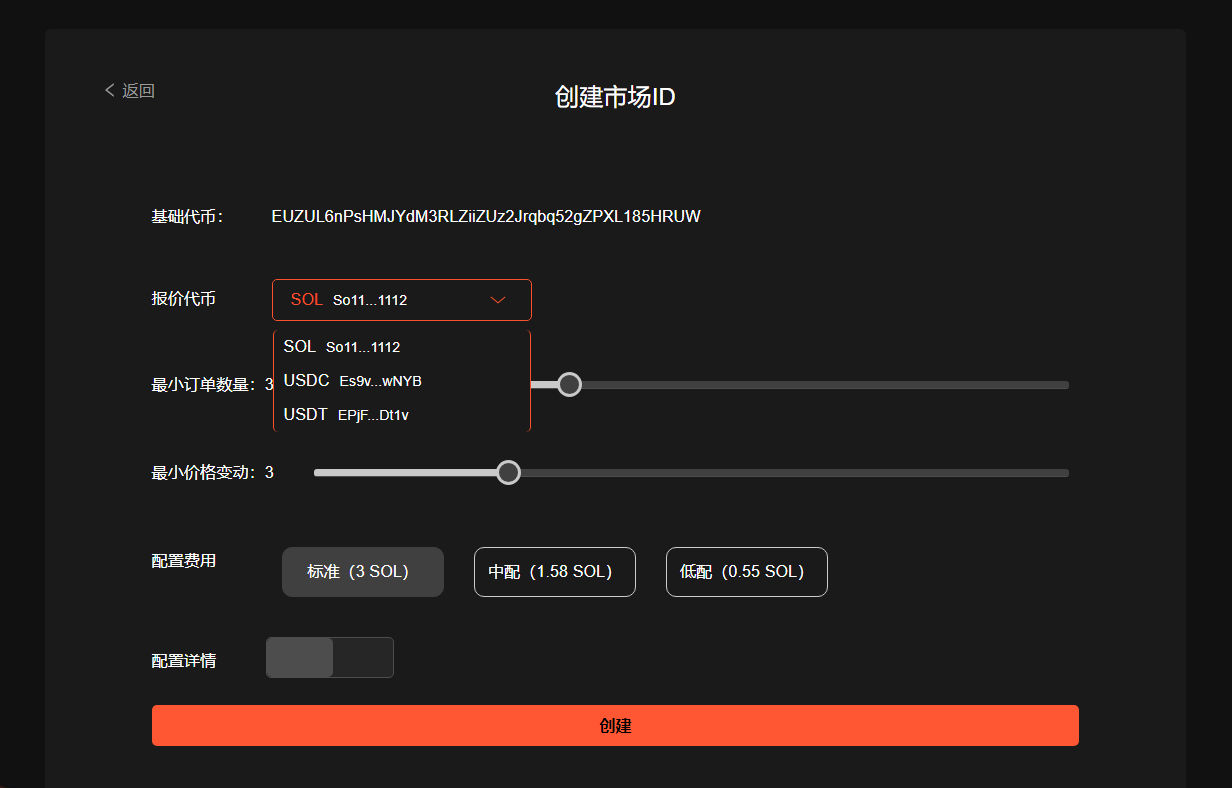 返回
创建市场ID
基础代币： EUZUL6nPsHMJYdM3RLZiiZUz2Jrqbq52gZPXL185HRUW
报价代币 SOL So11...1112
SOL So11...1112
最小订单数量：3
USDC Es9v...wNYB
USDT EPjF...Dt1v
最小价格变动：3
配置费用 标准（3 SOL） 中配（1.58 SOL） 低配（0.55 SOL）
配置详情
创建